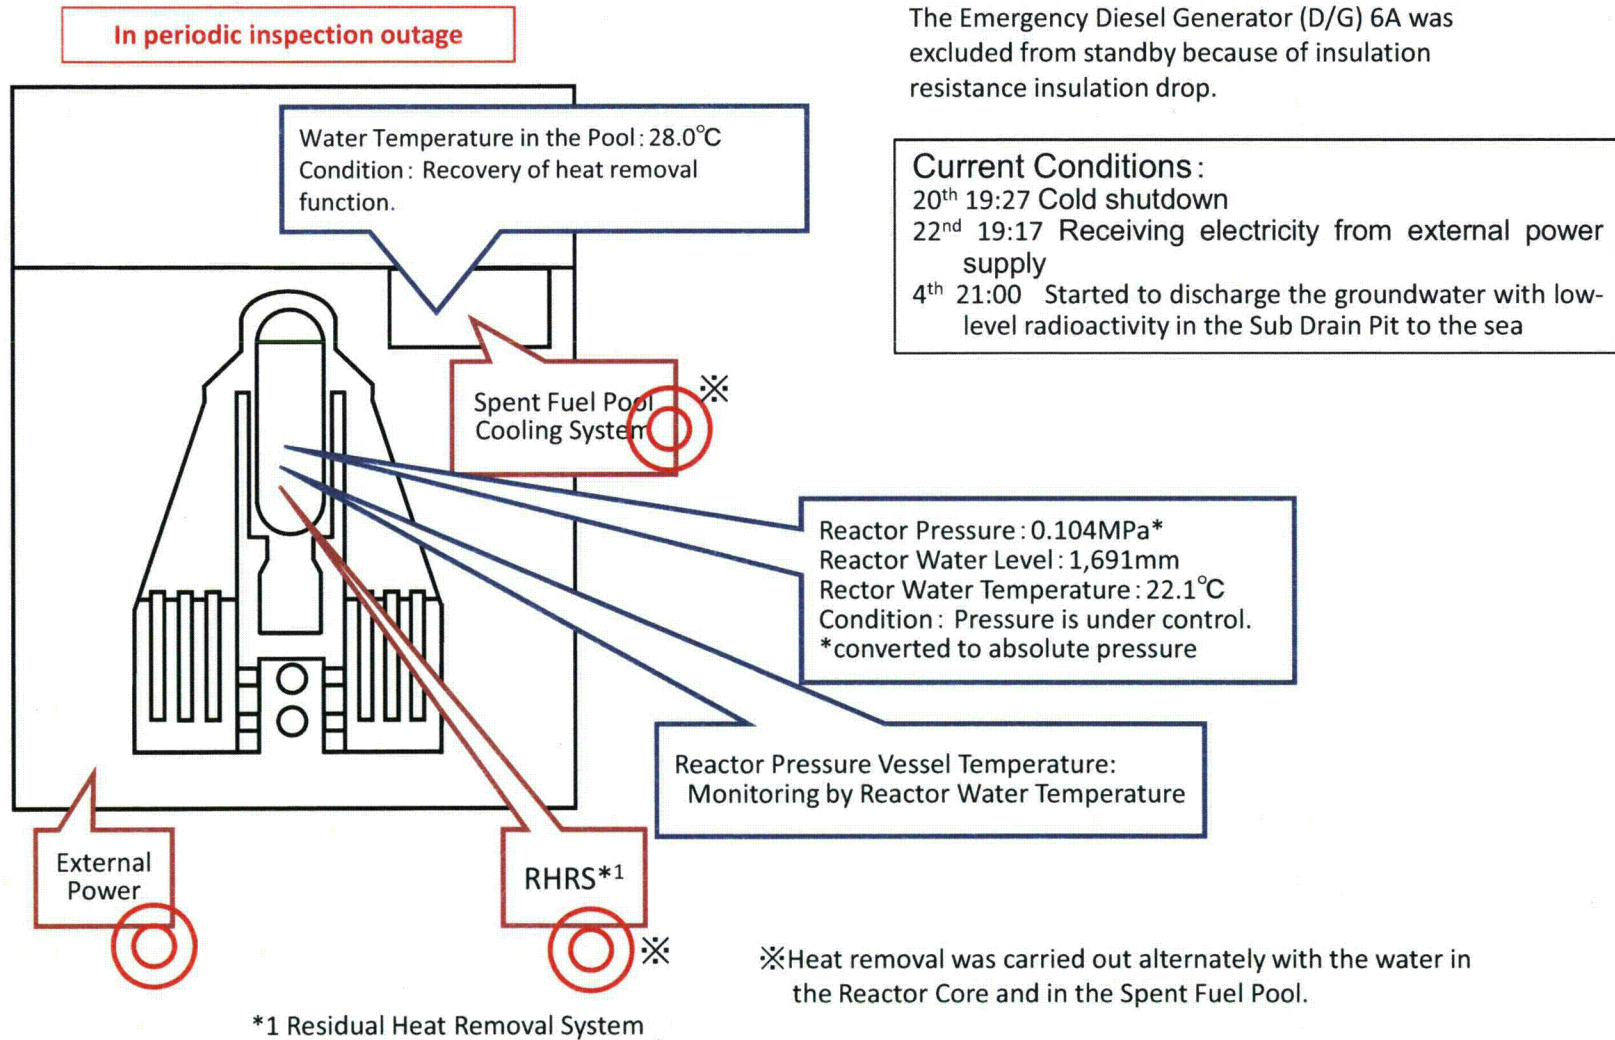 In periodic inspection outage
The Emergency Diesel Generator (D/G) 6A was
excluded from standby because of insulation
resistance insulation drop.
Water Temperature in the Pool : 28.0℃
Condition : Recovery of heat removal
function.
Current Conditions :
20th 19:27 Cold shutdown
22nd 19:17 Receiving electricity from external power
supply
4th 21:00 Started to discharge the groundwater with low-
level radioactivity in the Sub Drain Pit to the sea
Spent Fuel Pool
Cooling System
※
Reactor Pressure : 0.104MPa*
Reactor Water Level : 1,691mm
Rector Water Temperature : 22.1℃
Condition : Pressure is under control.
*converted to absolute pressure
Reactor Pressure Vessel Temperature:
Monitoring by Reactor Water Temperature
External
Power
RHRS*1
※
※Heat removal was carried out alternately with the water in
the Reactor Core and in the Spent Fuel Pool.
*1 Residual Heat Removal System